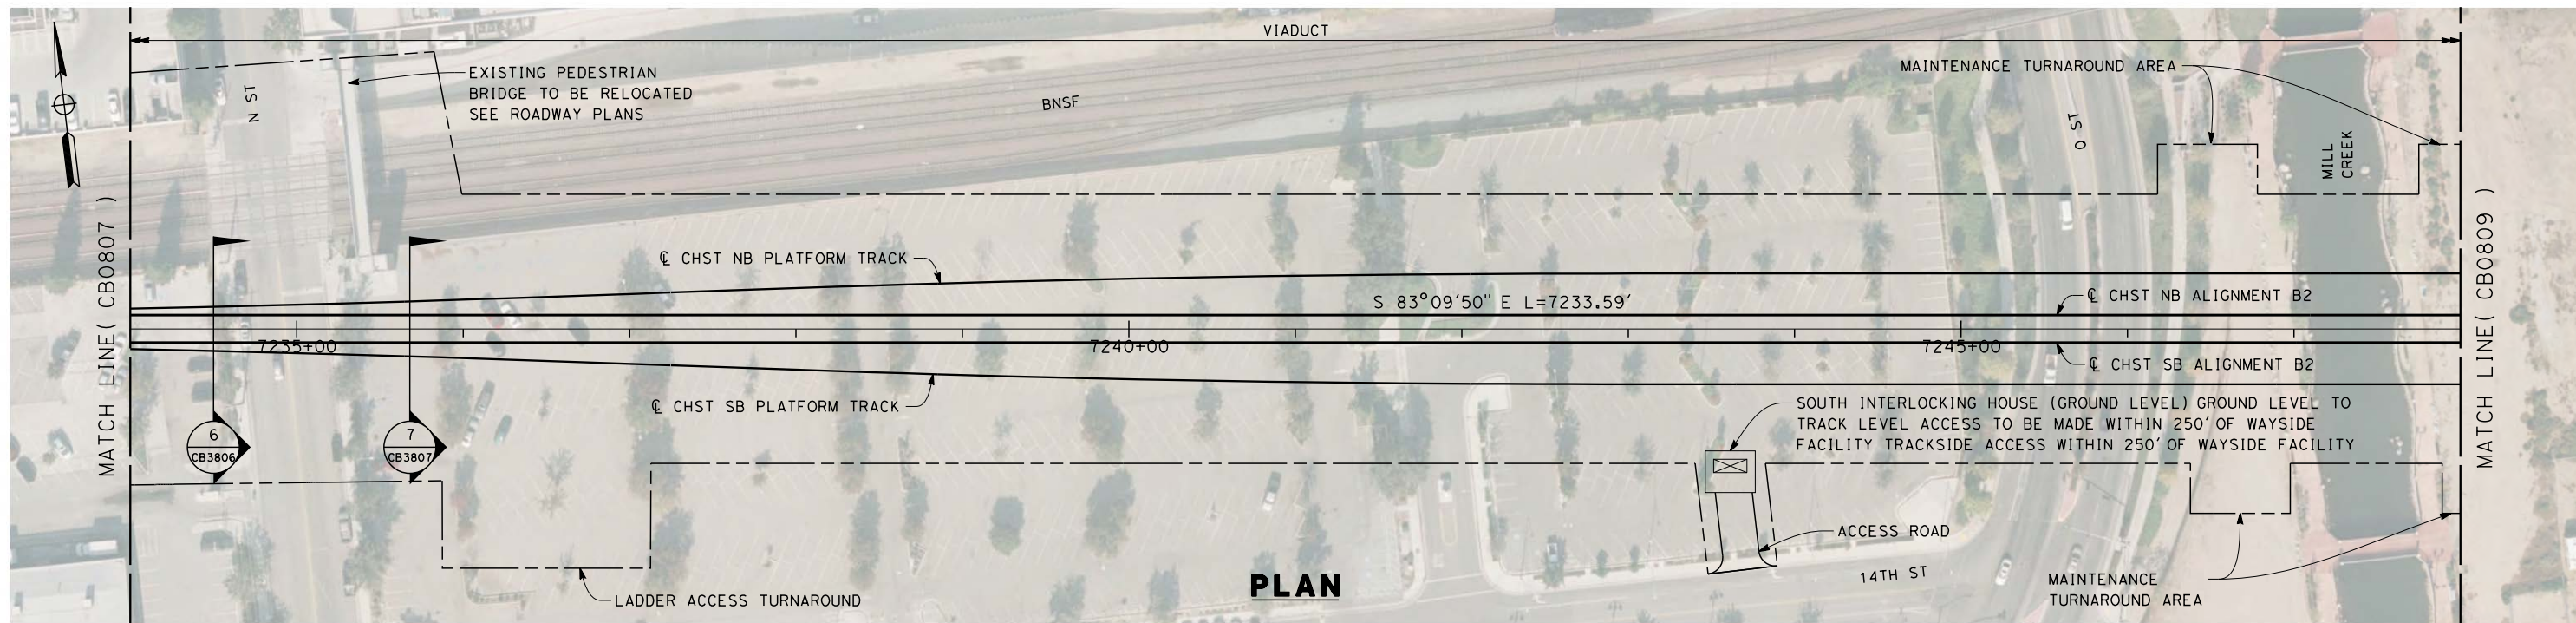 VIADUCT
EXISTING PEDESTRIAN
BRIDGE TO BE RELOCATED
SEE ROADWAY PLANS
N ST
BNSF
MAINTENANCE TURNAROUND AREA
Q ST
MILL
CREEK
MATCH LINE( CB0807 )
MATCH LINE( CB0809 )
℄ CHST NB PLATFORM TRACK
S 83°09'50" E L=7233.59'
℄ CHST NB ALIGNMENT B2
7235+00
7240+00
7245+00
℄ CHST SB ALIGNMENT B2
℄ CHST SB PLATFORM TRACK
6
CB3806
7
CB3807
SOUTH INTERLOCKING HOUSE (GROUND LEVEL) GROUND LEVEL TO
TRACK LEVEL ACCESS TO BE MADE WITHIN 250' OF WAYSIDE
FACILITY TRACKSIDE ACCESS WITHIN 250' OF WAYSIDE FACILITY
ACCESS ROAD
14TH ST
LADDER ACCESS TURNAROUND
MAINTENANCE
TURNAROUND AREA
PLAN